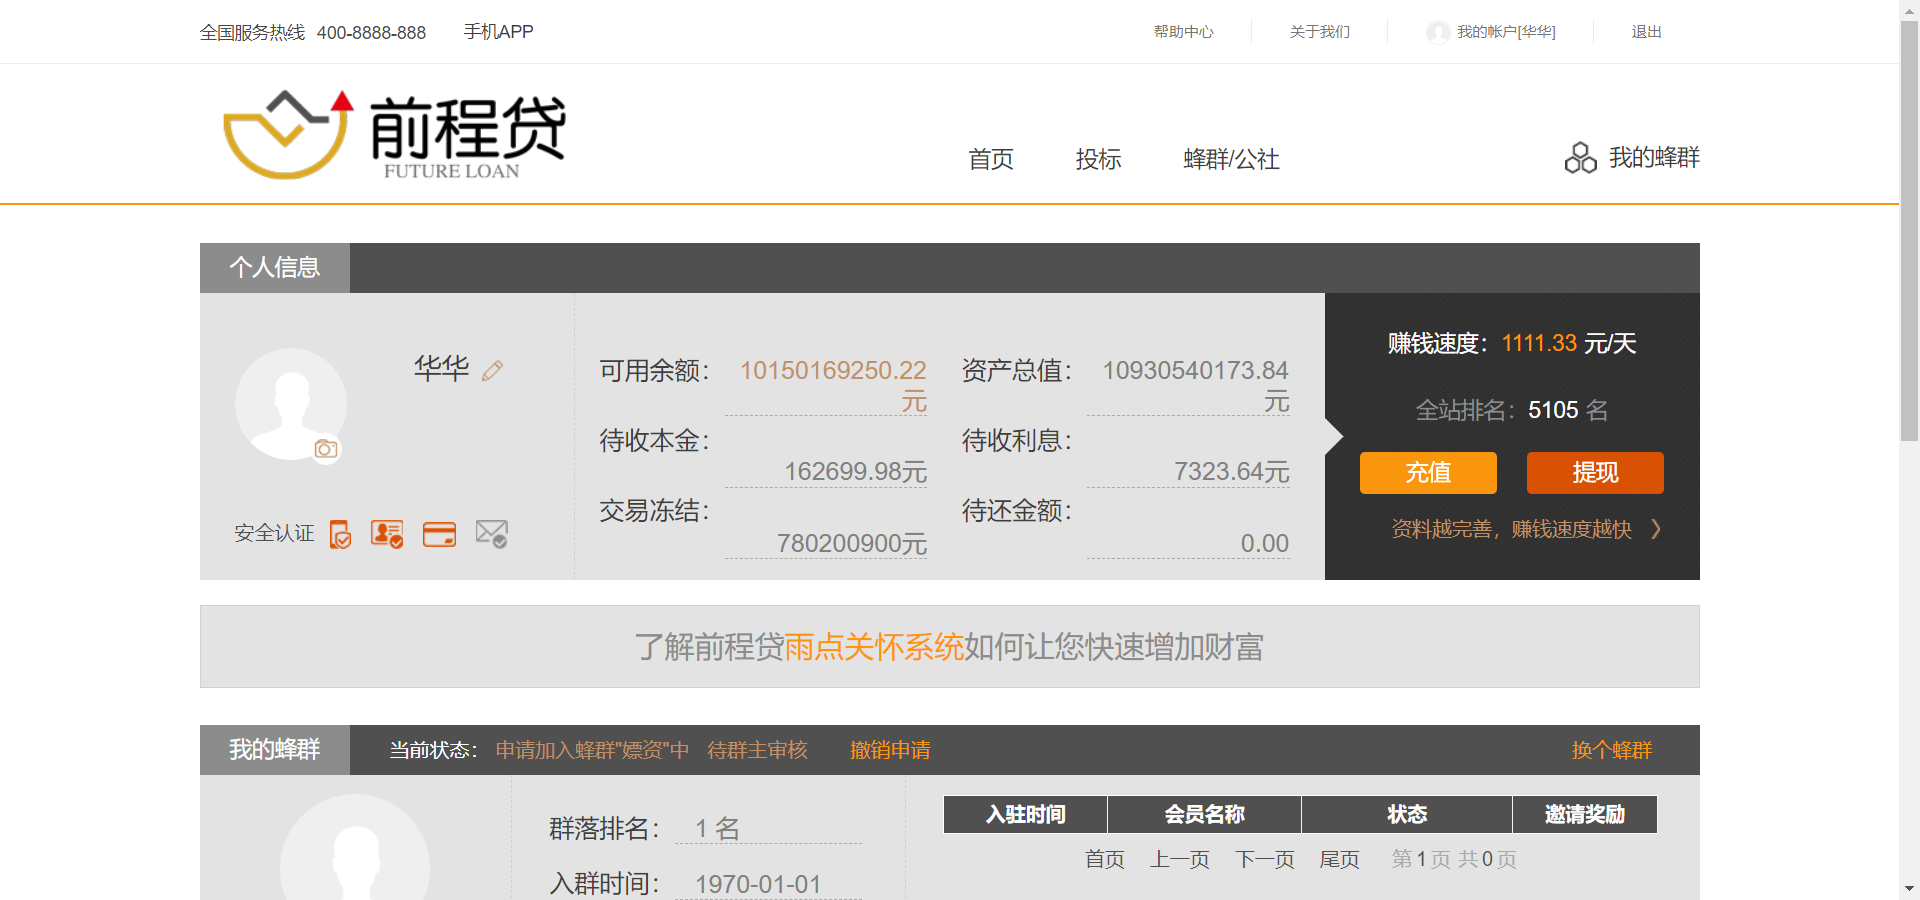 全国服务热线 400-8888-888 手机APP 帮助中心 关于我们 我的帐户[华华] 退出
前程贷
FUTURE LOAN
首页 投标 蜂群/公社 我的蜂群
个人信息
华华
安全认证
可用余额： 10150169250.22元
资产总值： 10930540173.84元
待收本金： 162699.98元
待收利息： 7323.64元
交易冻结： 780200900元
待还金额： 0.00
赚钱速度：1111.33 元/天
全站排名：5105 名
充值 提现
资料越完善，赚钱速度越快 〉
了解前程贷雨点关怀系统如何让您快速增加财富
我的蜂群 当前状态： 申请加入蜂群"嫖资"中 待群主审核 撤销申请 换个蜂群
群落排名： 1 名
入群时间： 1970-01-01
入驻时间 会员名称 状态 邀请奖励
首页 上一页 下一页 尾页 第1页 共0页